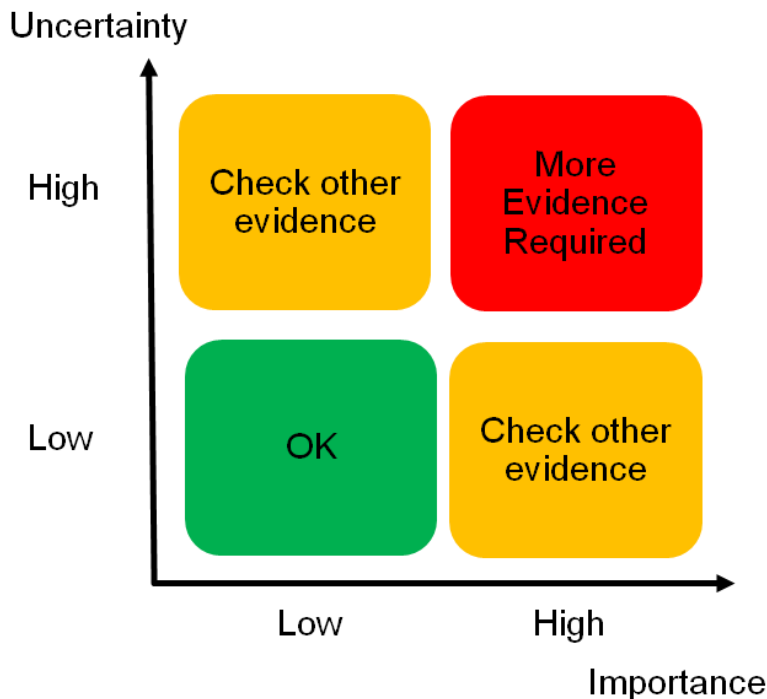 Uncertainty
High
Check other
evidence
More
Evidence
Required
Low
OK
Check other
evidence
Low
High
Importance